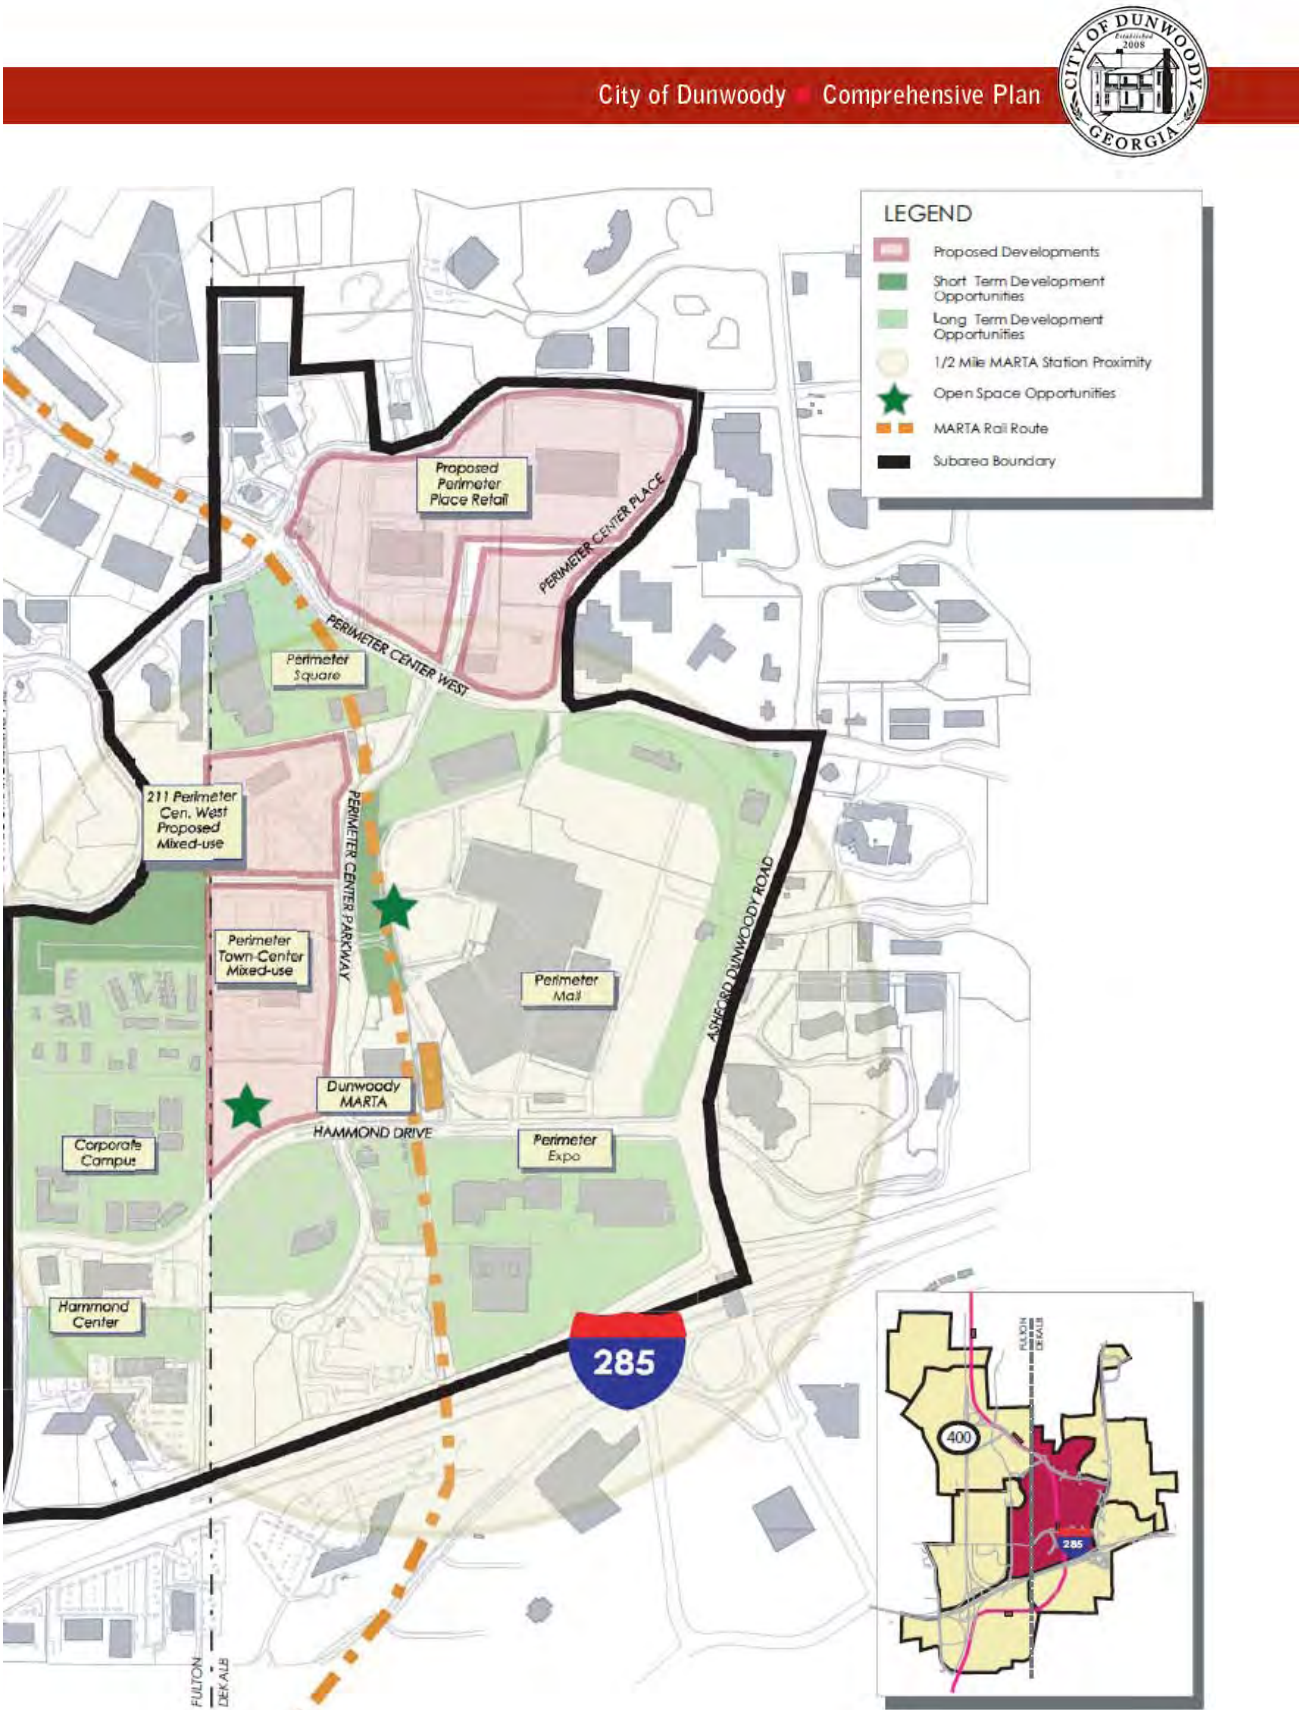 City of Dunwoody Comprehensive Plan
CITY OF DUNWOODY
Established
2008
GEORGIA
LEGEND
Proposed Developments
Short Term Development
Opportunities
Long Term Development
Opportunities
1/2 Mile MARTA Station Proximity
Open Space Opportunities
MARTA Rail Route
Subarea Boundary
Proposed
Perimeter
Place Retail
PERIMETER CENTER PLACE
PERIMETER CENTER WEST
Perimeter
Square
211 Perimeter
Cen. West
Proposed
Mixed-use
PERIMETER CENTER PARKWAY
ASHFORD DUNWOODY ROAD
Perimeter
Town-Center
Mixed-use
Perimeter
Mall
Dunwoody
MARTA
HAMMOND DRIVE
Perimeter
Expo
Corporate
Campus
Hammond
Center
285
FULTON
DEKALB
400
285
FULTON
DEKALB